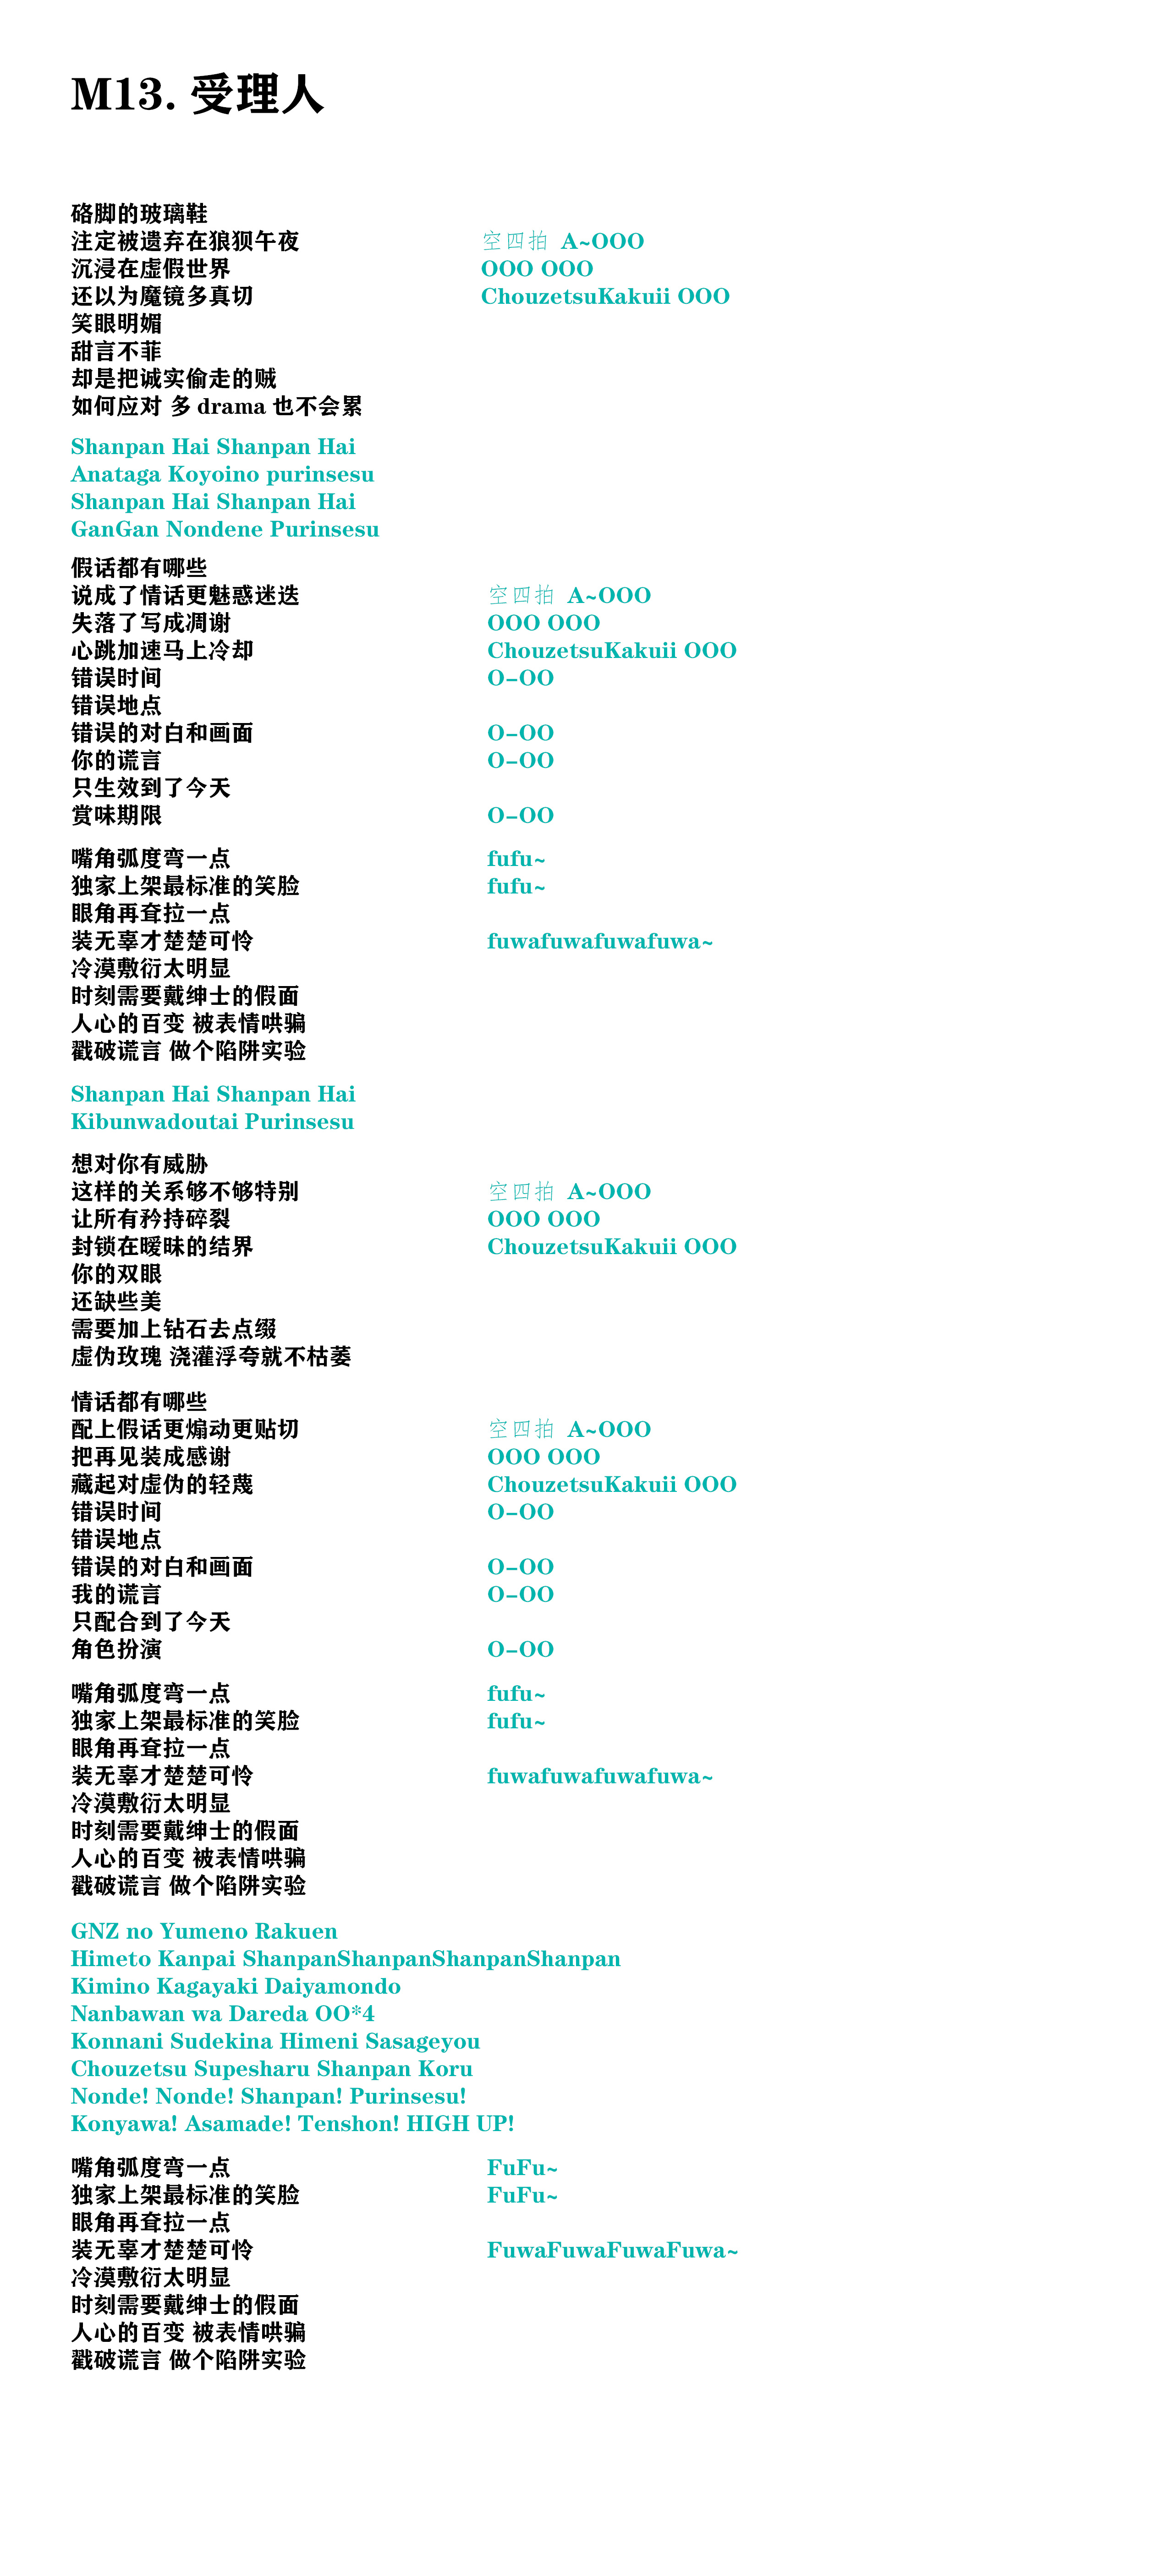 M13. 受理人
硌脚的玻璃鞋
注定被遗弃在狼狈午夜 空四拍 A~OOO
沉浸在虚假世界 OOO OOO
还以为魔镜多真切 ChouzetsuKakuii OOO
笑眼明媚
甜言不菲
却是把诚实偷走的贼
如何应对 多 drama 也不会累
Shanpan Hai Shanpan Hai
Anataga Koyoino purinsesu
Shanpan Hai Shanpan Hai
GanGan Nondene Purinsesu
假话都有哪些
说成了情话更魅惑迷迭 空四拍 A~OOO
失落了写成凋谢 OOO OOO
心跳加速马上冷却 ChouzetsuKakuii OOO
错误时间 O-OO
错误地点
错误的对白和画面 O-OO
你的谎言 O-OO
只生效到了今天
赏味期限 O-OO
嘴角弧度弯一点 fufu~
独家上架最标准的笑脸 fufu~
眼角再耷拉一点
装无辜才楚楚可怜 fuwafuwafuwafuwa~
冷漠敷衍太明显
时刻需要戴绅士的假面
人心的百变 被表情哄骗
戳破谎言 做个陷阱实验
Shanpan Hai Shanpan Hai
Kibunwadoutai Purinsesu
想对你有威胁
这样的关系够不够特别 空四拍 A~OOO
让所有矜持碎裂 OOO OOO
封锁在暧昧的结界 ChouzetsuKakuii OOO
你的双眼
还缺些美
需要加上钻石去点缀
虚伪玫瑰 浇灌浮夸就不枯萎
情话都有哪些
配上假话更煽动更贴切 空四拍 A~OOO
把再见装成感谢 OOO OOO
藏起对虚伪的轻蔑 ChouzetsuKakuii OOO
错误时间 O-OO
错误地点
错误的对白和画面 O-OO
我的谎言 O-OO
只配合到了今天
角色扮演 O-OO
嘴角弧度弯一点 fufu~
独家上架最标准的笑脸 fufu~
眼角再耷拉一点
装无辜才楚楚可怜 fuwafuwafuwafuwa~
冷漠敷衍太明显
时刻需要戴绅士的假面
人心的百变 被表情哄骗
戳破谎言 做个陷阱实验
GNZ no Yumeno Rakuen
Himeto Kanpai ShanpanShanpanShanpanShanpan
Kimino Kagayaki Daiyamondo
Nanbawan wa Dareda OO*4
Konnani Sudekina Himeni Sasageyou
Chouzetsu Supesharu Shanpan Koru
Nonde! Nonde! Shanpan! Purinsesu!
Konyawa! Asamade! Tenshon! HIGH UP!
嘴角弧度弯一点 FuFu~
独家上架最标准的笑脸 FuFu~
眼角再耷拉一点
装无辜才楚楚可怜 FuwaFuwaFuwaFuwa~
冷漠敷衍太明显
时刻需要戴绅士的假面
人心的百变 被表情哄骗
戳破谎言 做个陷阱实验